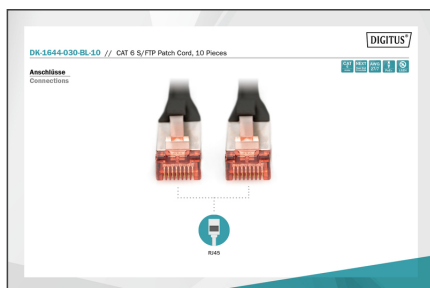 DIGITUS®
DK-1644-030-BL-10 // CAT 6 S/FTP Patch Cord, 10 Pieces
Anschlüsse
Connections
RJ45